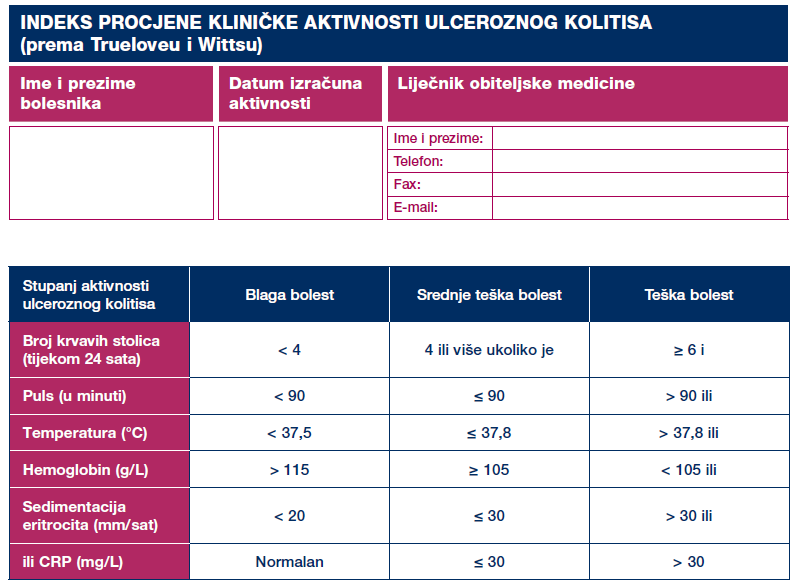 INDEKS PROCJENE KLINIČKE AKTIVNOSTI ULCEROZNOG KOLITISA
(prema Trueloveu i Wittsu)
Ime i prezime
bolesnika
Datum izračuna
aktivnosti
Liječnik obiteljske medicine
Ime i prezime:
Telefon:
Fax:
E-mail:
Stupanj aktivnosti
ulceroznog kolitisa
Blaga bolest
Srednje teška bolest
Teška bolest
Broj krvavih stolica
(tijekom 24 sata)
< 4
4 ili više ukoliko je
≥ 6 i
Puls (u minuti)
< 90
≤ 90
> 90 ili
Temperatura (°C)
< 37,5
≤ 37,8
> 37,8 ili
Hemoglobin (g/L)
> 115
≥ 105
< 105 ili
Sedimentacija
eritrocita (mm/sat)
< 20
≤ 30
> 30 ili
ili CRP (mg/L)
Normalan
≤ 30
> 30